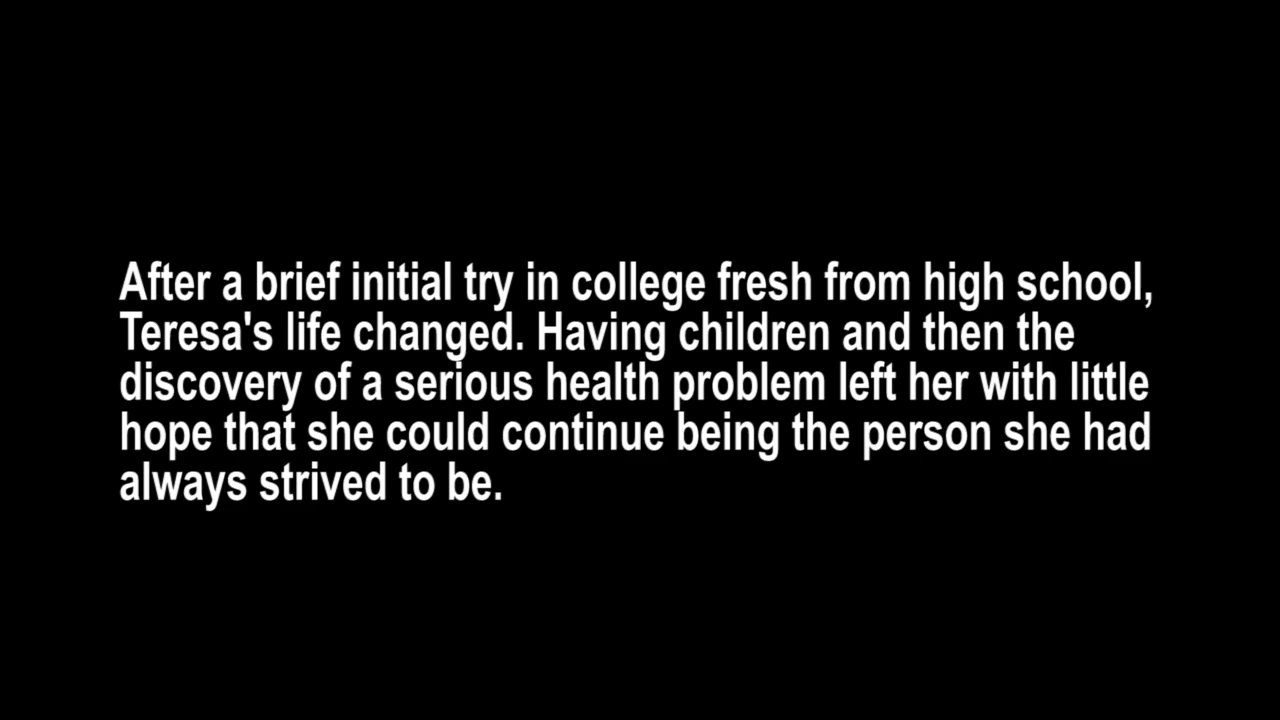 After a brief initial try in college fresh from high school,
Teresa's life changed. Having children and then the
discovery of a serious health problem left her with little
hope that she could continue being the person she had
always strived to be.